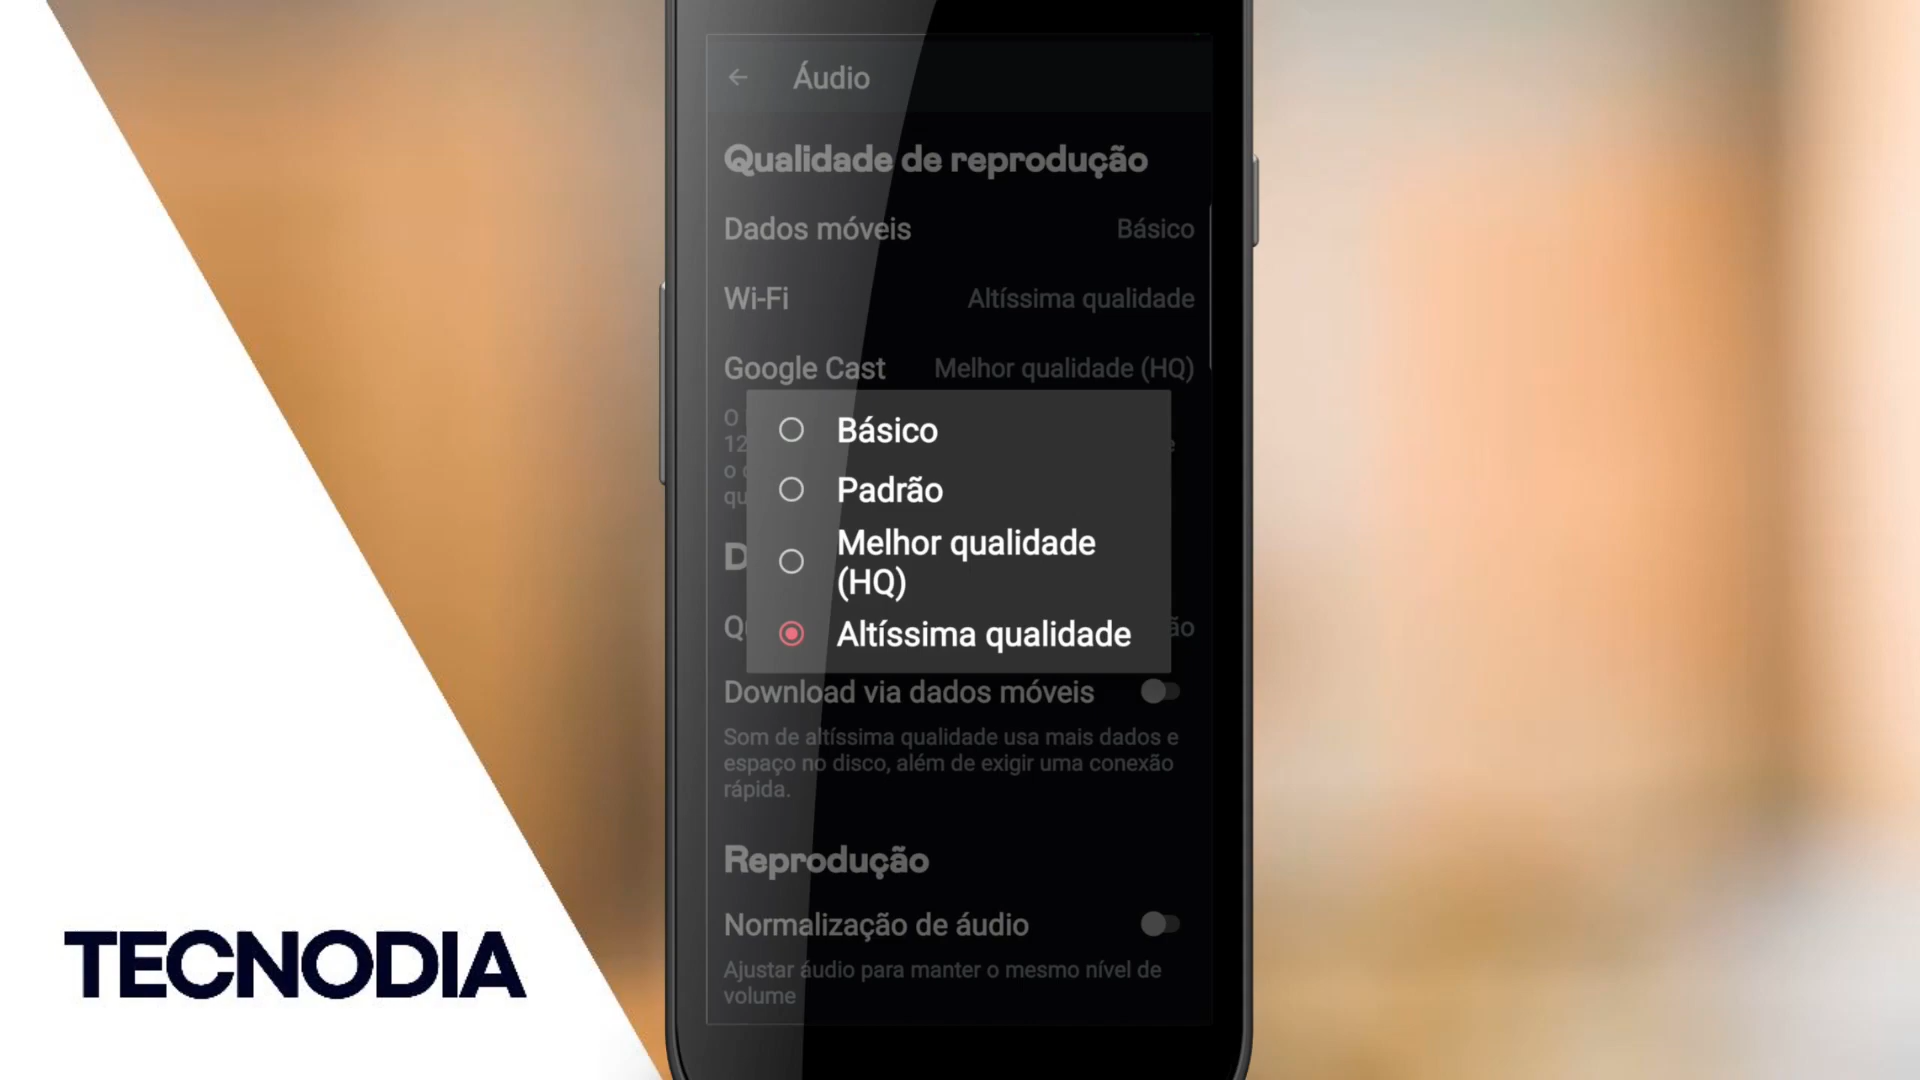 Áudio
Qualidade de reprodução
Dados móveis Básico
Wi-Fi Altíssima qualidade
Google Cast Melhor qualidade (HQ)
O
12
Básico
Padrão
Melhor qualidade
(HQ)
Altíssima qualidade
Download via dados móveis
Som de altíssima qualidade usa mais dados e
espaço no disco, além de exigir uma conexão
rápida.
Reprodução
Normalização de áudio
Ajustar áudio para manter o mesmo nível de
volume
TECNODIA